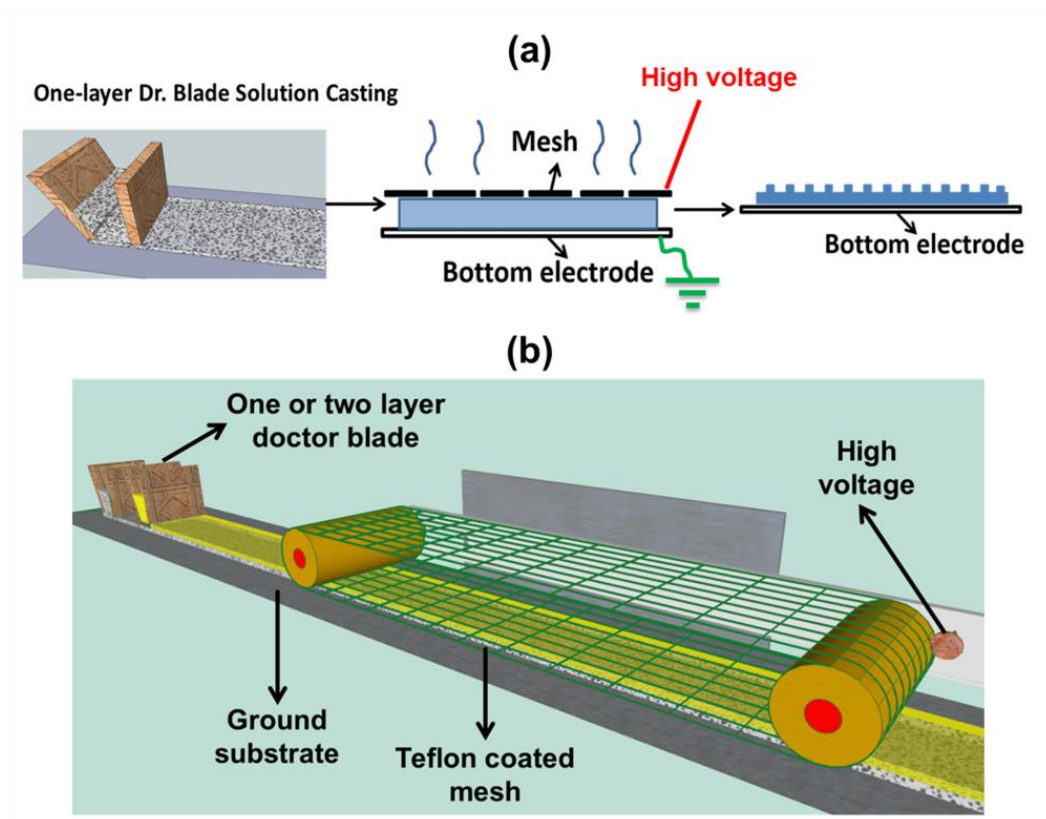 (a)
One-layer Dr. Blade Solution Casting
High voltage
Mesh
Bottom electrode
Bottom electrode
(b)
One or two layer
doctor blade
High
voltage
Ground
substrate
Teflon coated
mesh